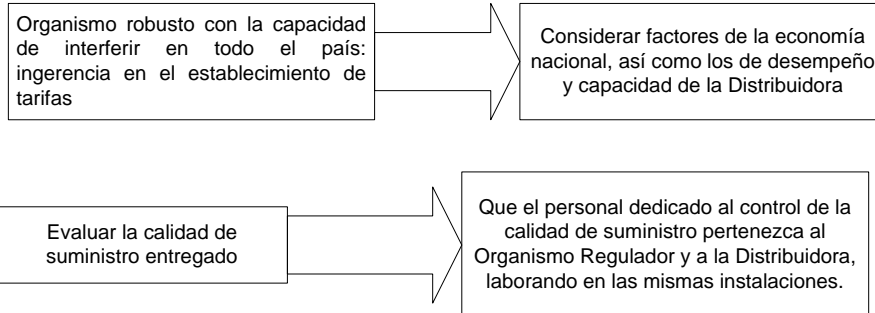 Organismo robusto con la capacidad
de interferir en todo el país:
ingerencia en el establecimiento de
tarifas
Considerar factores de la economía
nacional, así como los de desempeño
y capacidad de la Distribuidora
Evaluar la calidad de
suministro entregado
Que el personal dedicado al control de la
calidad de suministro pertenezca al
Organismo Regulador y a la Distribuidora,
laborando en las mismas instalaciones.